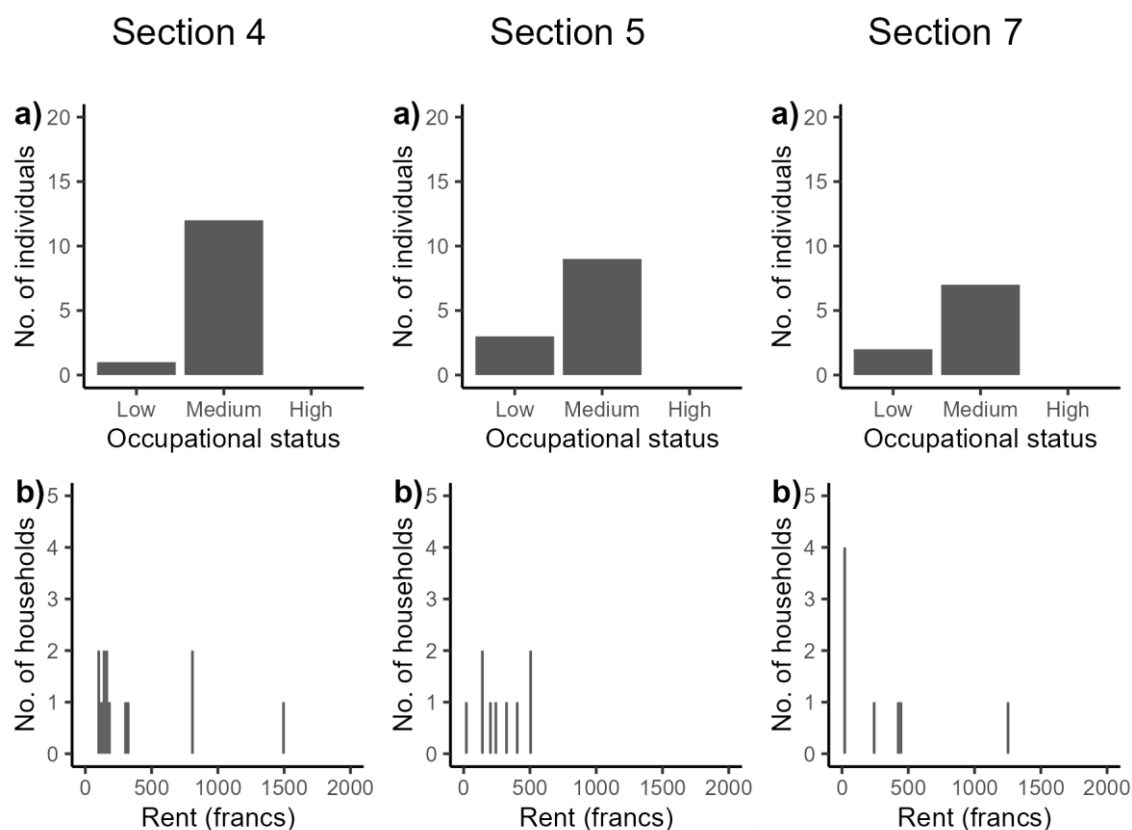 Section 4
Section 5
Section 7
a)
No. of individuals
20
15
10
5
0
Low Medium High
Occupational status
a)
No. of individuals
20
15
10
5
0
Low Medium High
Occupational status
a)
No. of individuals
20
15
10
5
0
Low Medium High
Occupational status
b)
No. of households
5
4
3
2
1
0
0 500 1000 1500 2000
Rent (francs)
b)
No. of households
5
4
3
2
1
0
0 500 1000 1500 2000
Rent (francs)
b)
No. of households
5
4
3
2
1
0
0 500 1000 1500 2000
Rent (francs)